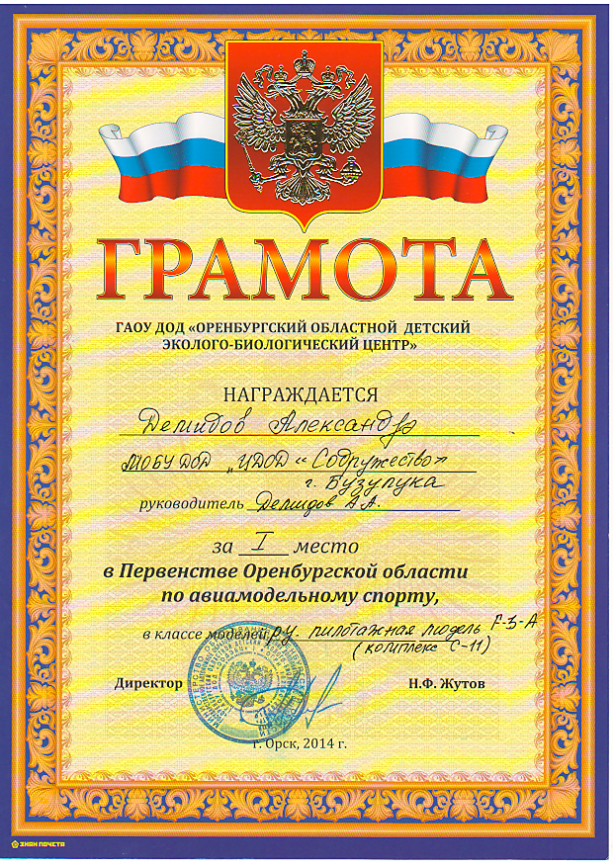 ГРАМОТА
ГАОУ ДОД «ОРЕНБУРГСКИЙ ОБЛАСТНОЙ ДЕТСКИЙ
ЭКОЛОГО-БИОЛОГИЧЕСКИЙ ЦЕНТР»
НАГРАЖДАЕТСЯ
Демидов Александр
МОБУ ДОД „ЦДОД «Содружество»
г. Бузулука
руководитель Демидов А.А.
за I место
в Первенстве Оренбургской области
по авиамодельному спорту,
в классе моделей р.у. пилотажная модель F-3-A
(комплекс С-11)
Директор Н.Ф. Жутов
г. Орск, 2014 г.
ЗНАК ПОЧЕТА